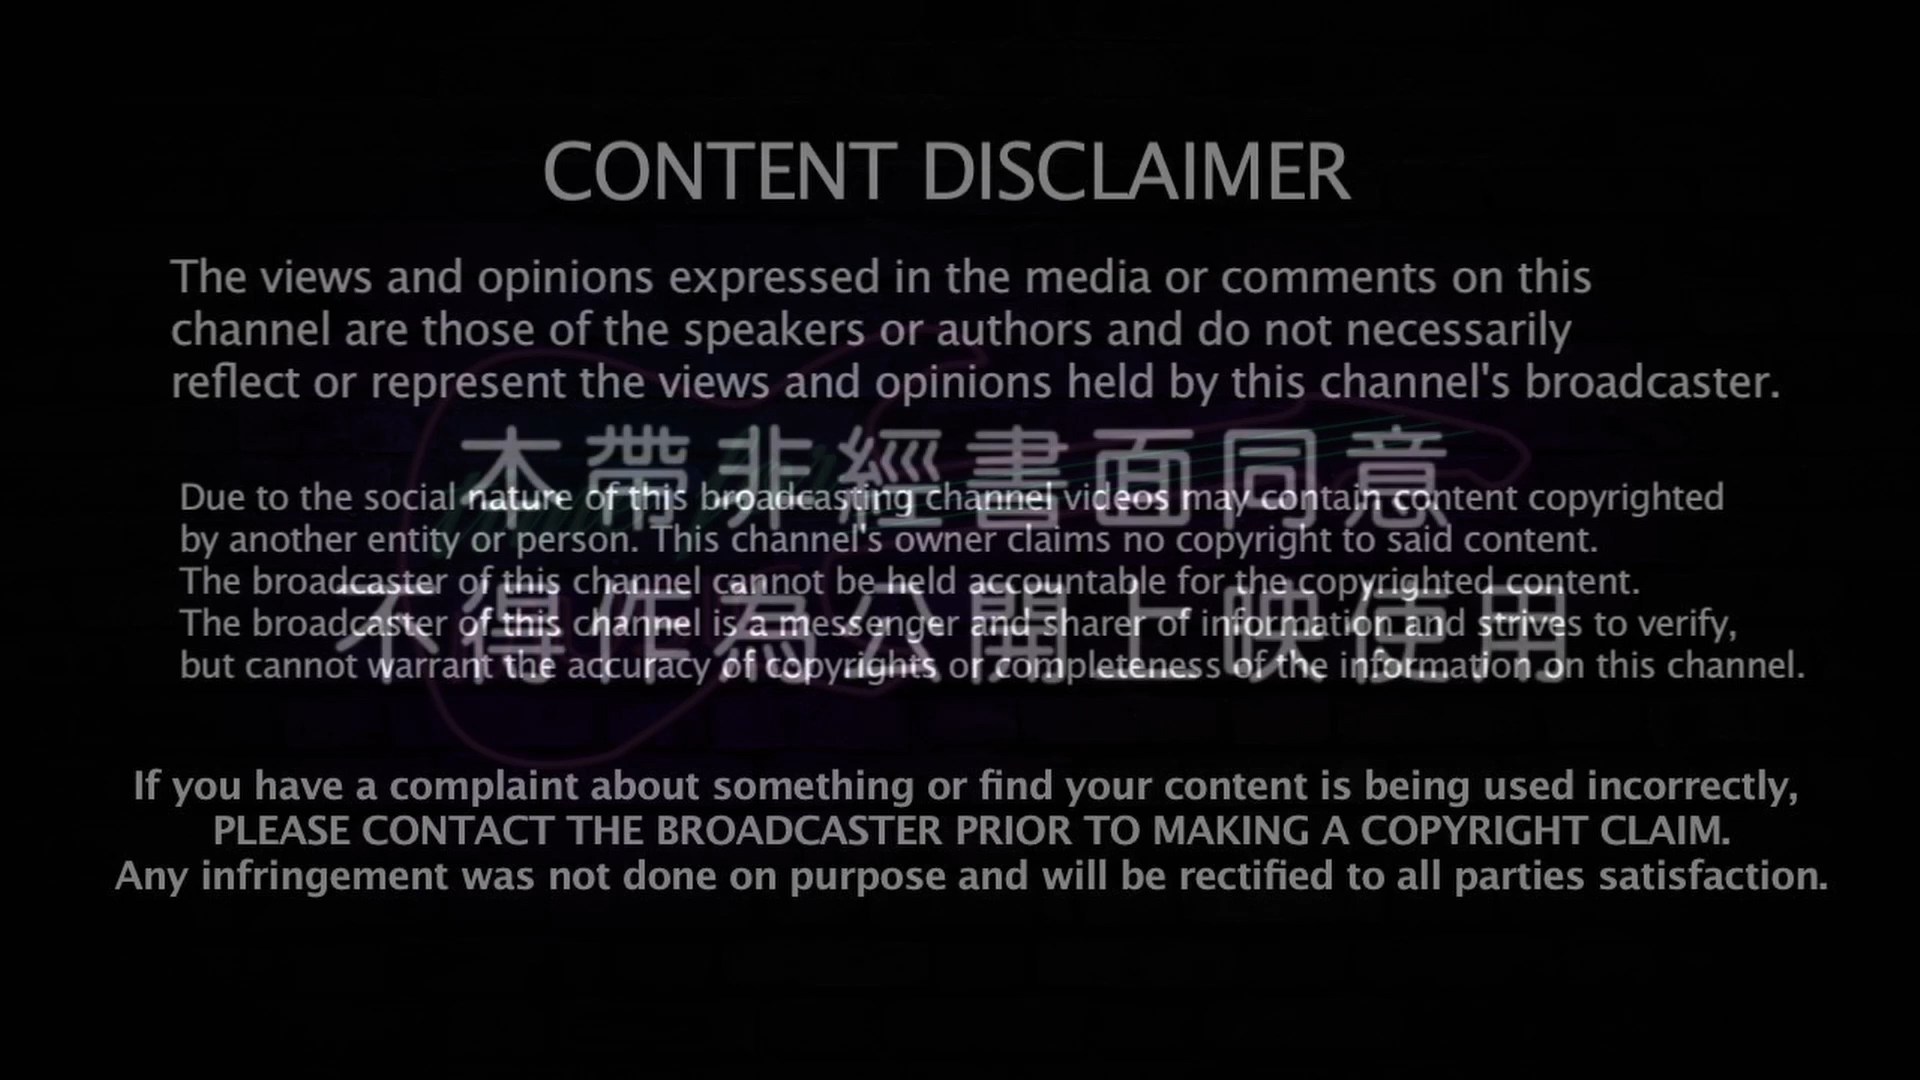 CONTENT DISCLAIMER
The views and opinions expressed in the media or comments on this
channel are those of the speakers or authors and do not necessarily
reflect or represent the views and opinions held by this channel's broadcaster.
本帶非經書面同意
Due to the social nature of this broadcasting channel videos may contain content copyrighted
by another entity or person. This channel's owner claims no copyright to said content.
The broadcaster of this channel cannot be held accountable for the copyrighted content.
不得作為公開上映使用
The broadcaster of this channel is a messenger and sharer of information and strives to verify,
but cannot warrant the accuracy of copyrights or completeness of the information on this channel.
If you have a complaint about something or find your content is being used incorrectly,
PLEASE CONTACT THE BROADCASTER PRIOR TO MAKING A COPYRIGHT CLAIM.
Any infringement was not done on purpose and will be rectified to all parties satisfaction.